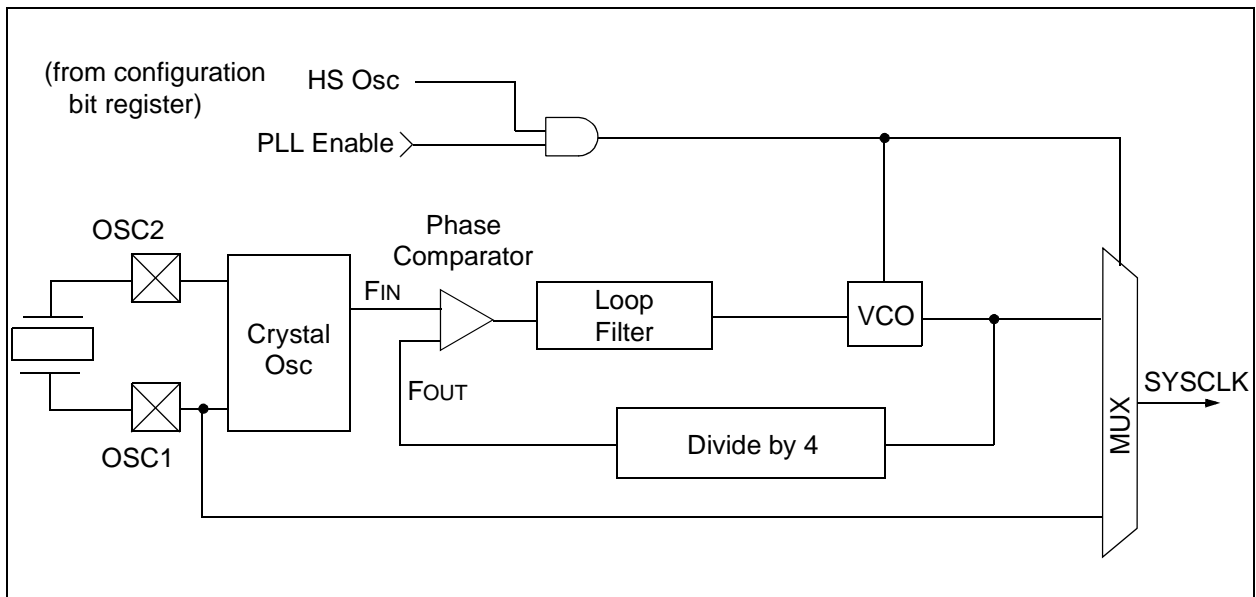 (from configuration
bit register)
HS Osc
PLL Enable
OSC2
Phase
Comparator
FIN
Crystal
Osc
Loop
Filter
VCO
FOUT
SYSCLK
MUX
Divide by 4
OSC1